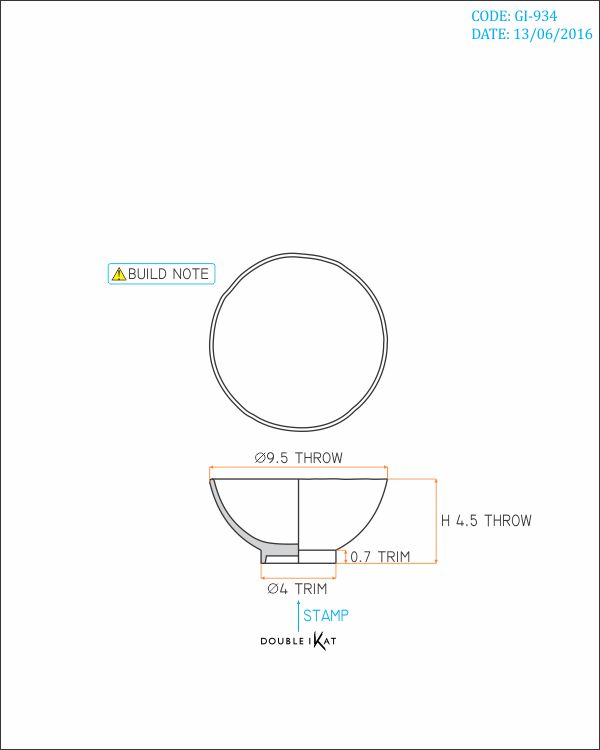 CODE: GI-934
DATE: 13/06/2016
BUILD NOTE
Ø9.5 THROW
H 4.5 THROW
0.7 TRIM
Ø4 TRIM
STAMP
DOUBLE IKAT